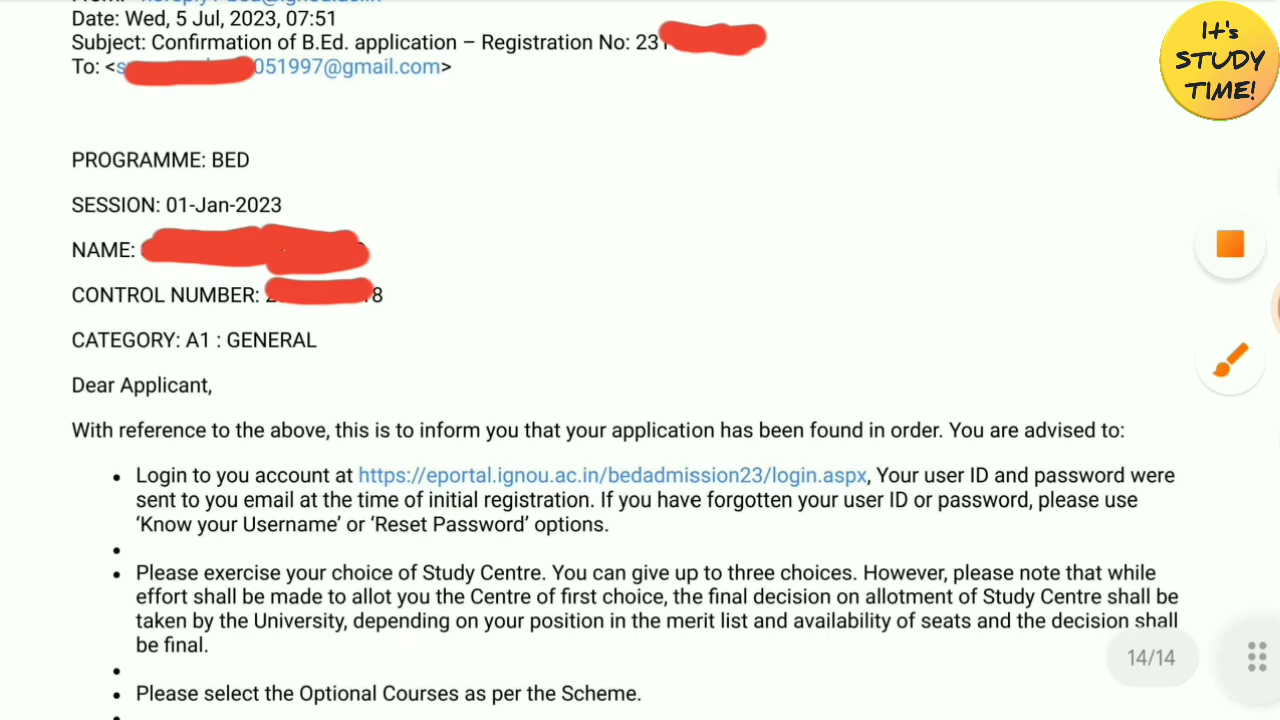 Date: Wed, 5 Jul, 2023, 07:51
Subject: Confirmation of B.Ed. application – Registration No: 231
To: <s 051997@gmail.com>
It's
STUDY
TIME!
PROGRAMME: BED
SESSION: 01-Jan-2023
NAME:
CONTROL NUMBER: 8
CATEGORY: A1 : GENERAL
Dear Applicant,
With reference to the above, this is to inform you that your application has been found in order. You are advised to:
• Login to you account at https://eportal.ignou.ac.in/bedadmission23/login.aspx, Your user ID and password were
sent to you email at the time of initial registration. If you have forgotten your user ID or password, please use
‘Know your Username’ or ‘Reset Password’ options.
•
• Please exercise your choice of Study Centre. You can give up to three choices. However, please note that while
effort shall be made to allot you the Centre of first choice, the final decision on allotment of Study Centre shall be
taken by the University, depending on your position in the merit list and availability of seats and the decision shall
be final.
14/14
•
• Please select the Optional Courses as per the Scheme.